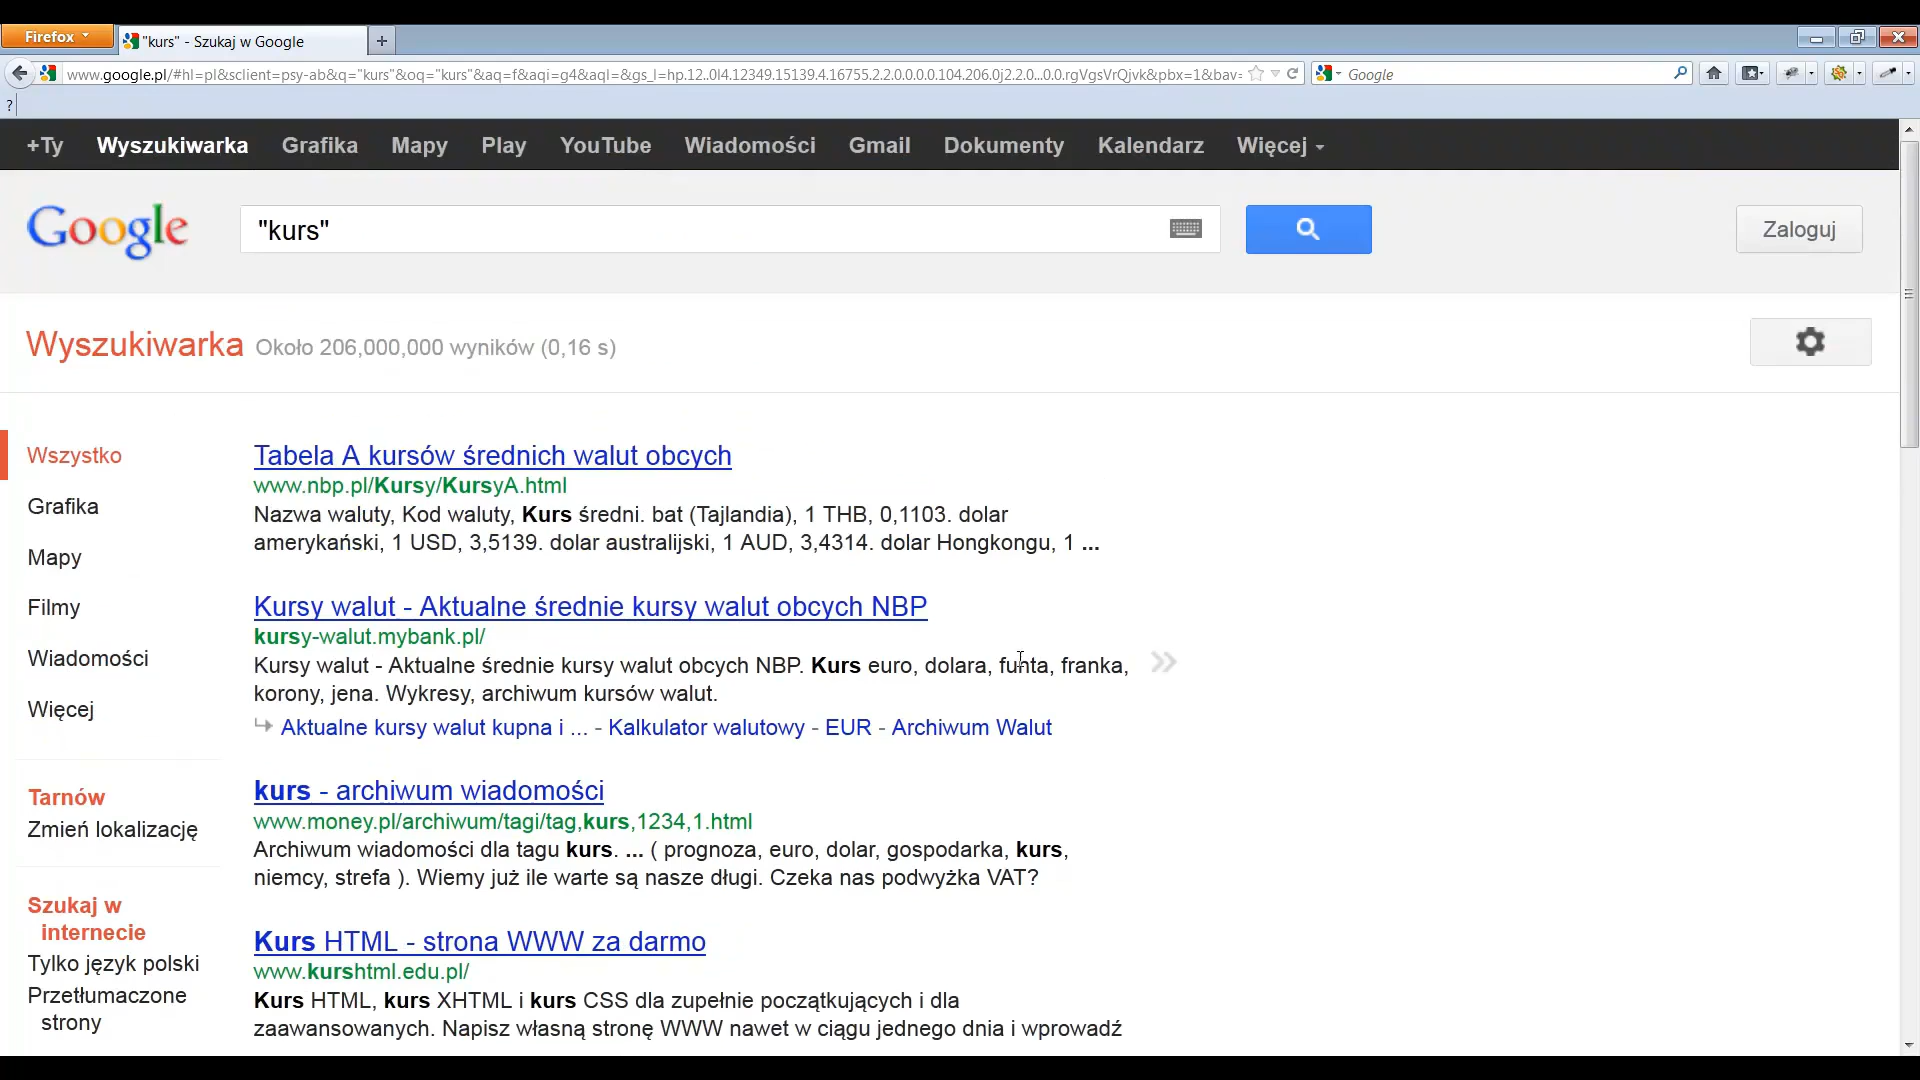 Firefox
"kurs" - Szukaj w Google
www.google.pl/#hl=pl&sclient=psy-ab&q="kurs"&oq="kurs"&aq=f&aqi=g4&aql=&gs_l=hp.12..0l4.12349.15139.4.16755.2.2.0.0.0.0.104.206.0j2.2.0...0.0.rgVgsVrQjvk&pbx=1&bav=
Google
?
+Ty Wyszukiwarka Grafika Mapy Play YouTube Wiadomości Gmail Dokumenty Kalendarz Więcej
Google
"kurs"
Zaloguj
Wyszukiwarka Około 206,000,000 wyników (0,16 s)
Wszystko
Grafika
Mapy
Filmy
Wiadomości
Więcej
Tarnów
Zmień lokalizację
Szukaj w
internecie
Tylko język polski
Przetłumaczone
strony
Tabela A kursów średnich walut obcych
www.nbp.pl/Kursy/KursyA.html
Nazwa waluty, Kod waluty, Kurs średni. bat (Tajlandia), 1 THB, 0,1103. dolar
amerykański, 1 USD, 3,5139. dolar australijski, 1 AUD, 3,4314. dolar Hongkongu, 1 ...
Kursy walut - Aktualne średnie kursy walut obcych NBP
kursy-walut.mybank.pl/
Kursy walut - Aktualne średnie kursy walut obcych NBP. Kurs euro, dolara, funta, franka,
korony, jena. Wykresy, archiwum kursów walut.
Aktualne kursy walut kupna i ... - Kalkulator walutowy - EUR - Archiwum Walut
kurs - archiwum wiadomości
www.money.pl/archiwum/tagi/tag,kurs,1234,1.html
Archiwum wiadomości dla tagu kurs. ... ( prognoza, euro, dolar, gospodarka, kurs,
niemcy, strefa ). Wiemy już ile warte są nasze długi. Czeka nas podwyżka VAT?
Kurs HTML - strona WWW za darmo
www.kurshtml.edu.pl/
Kurs HTML, kurs XHTML i kurs CSS dla zupełnie początkujących i dla
zaawansowanych. Napisz własną stronę WWW nawet w ciągu jednego dnia i wprowadź